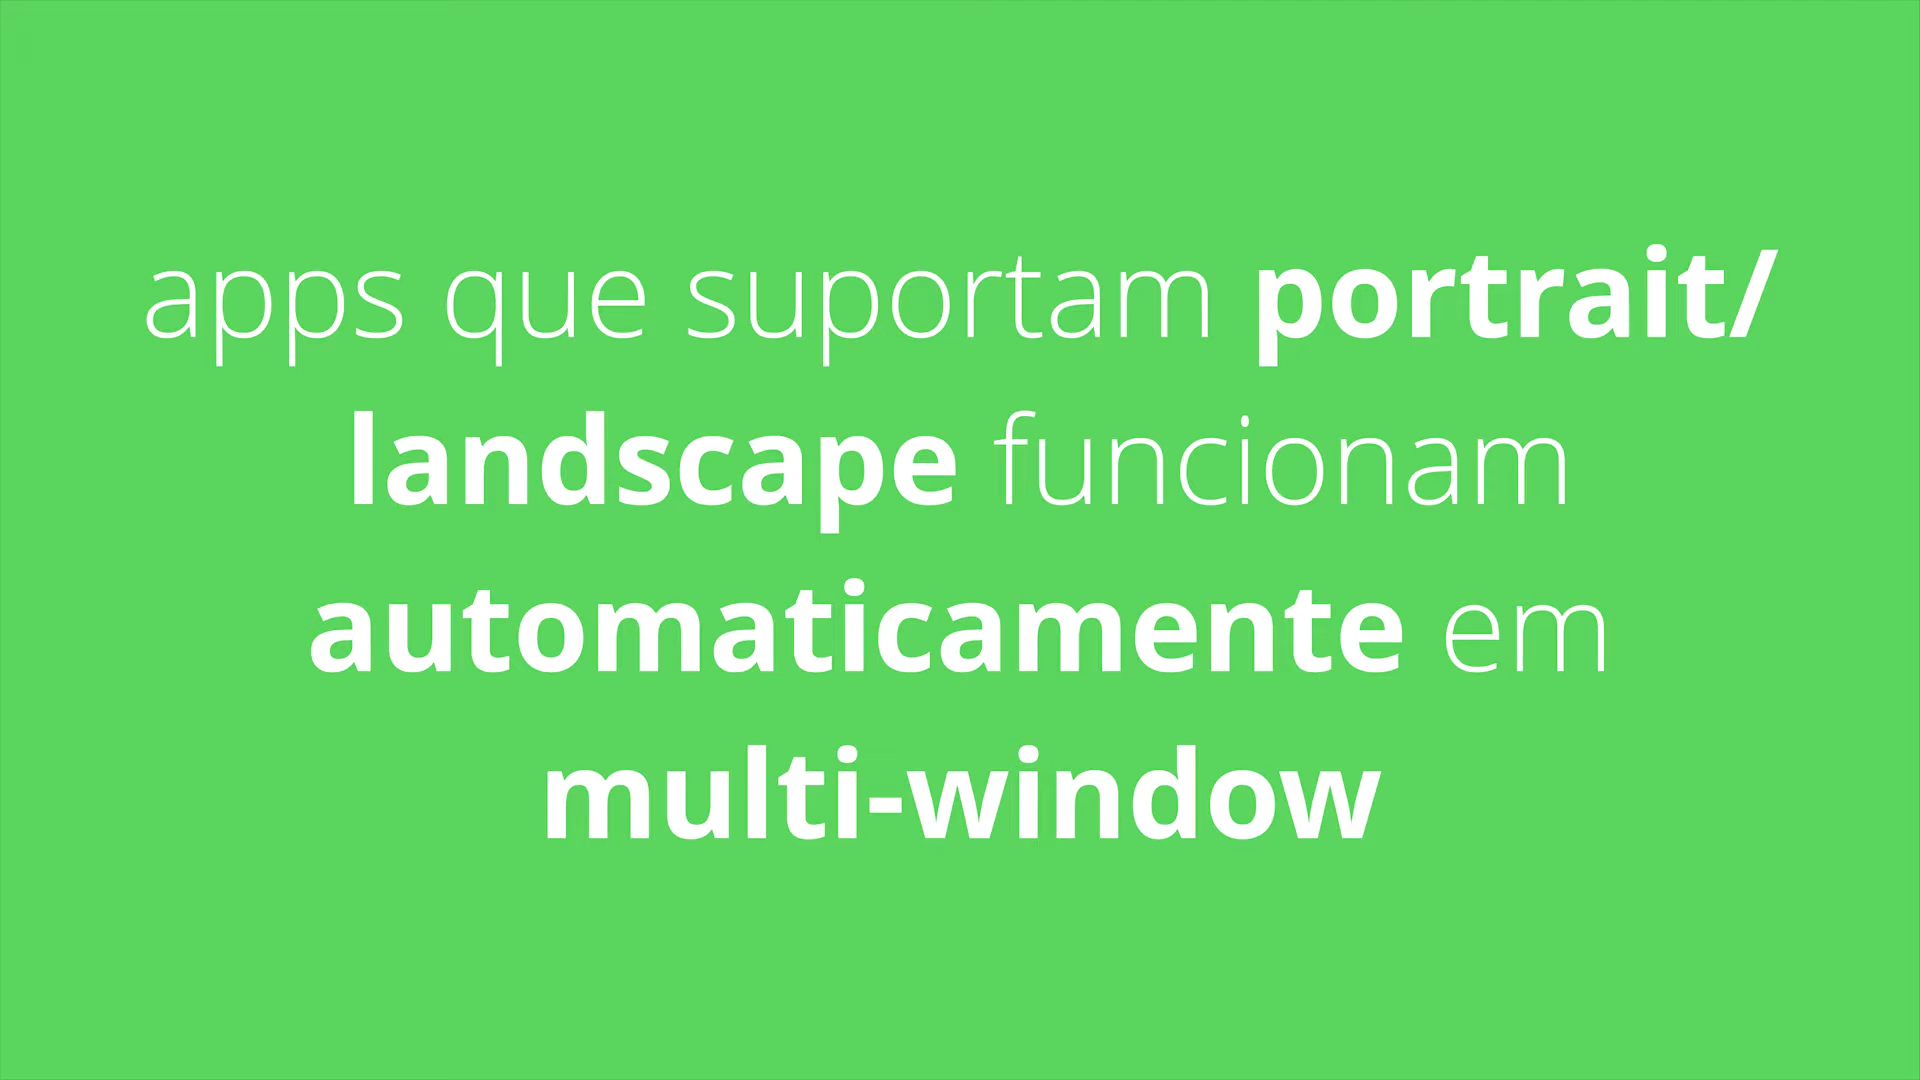 apps que suportam portrait/
landscape funcionam
automaticamente em
multi-window